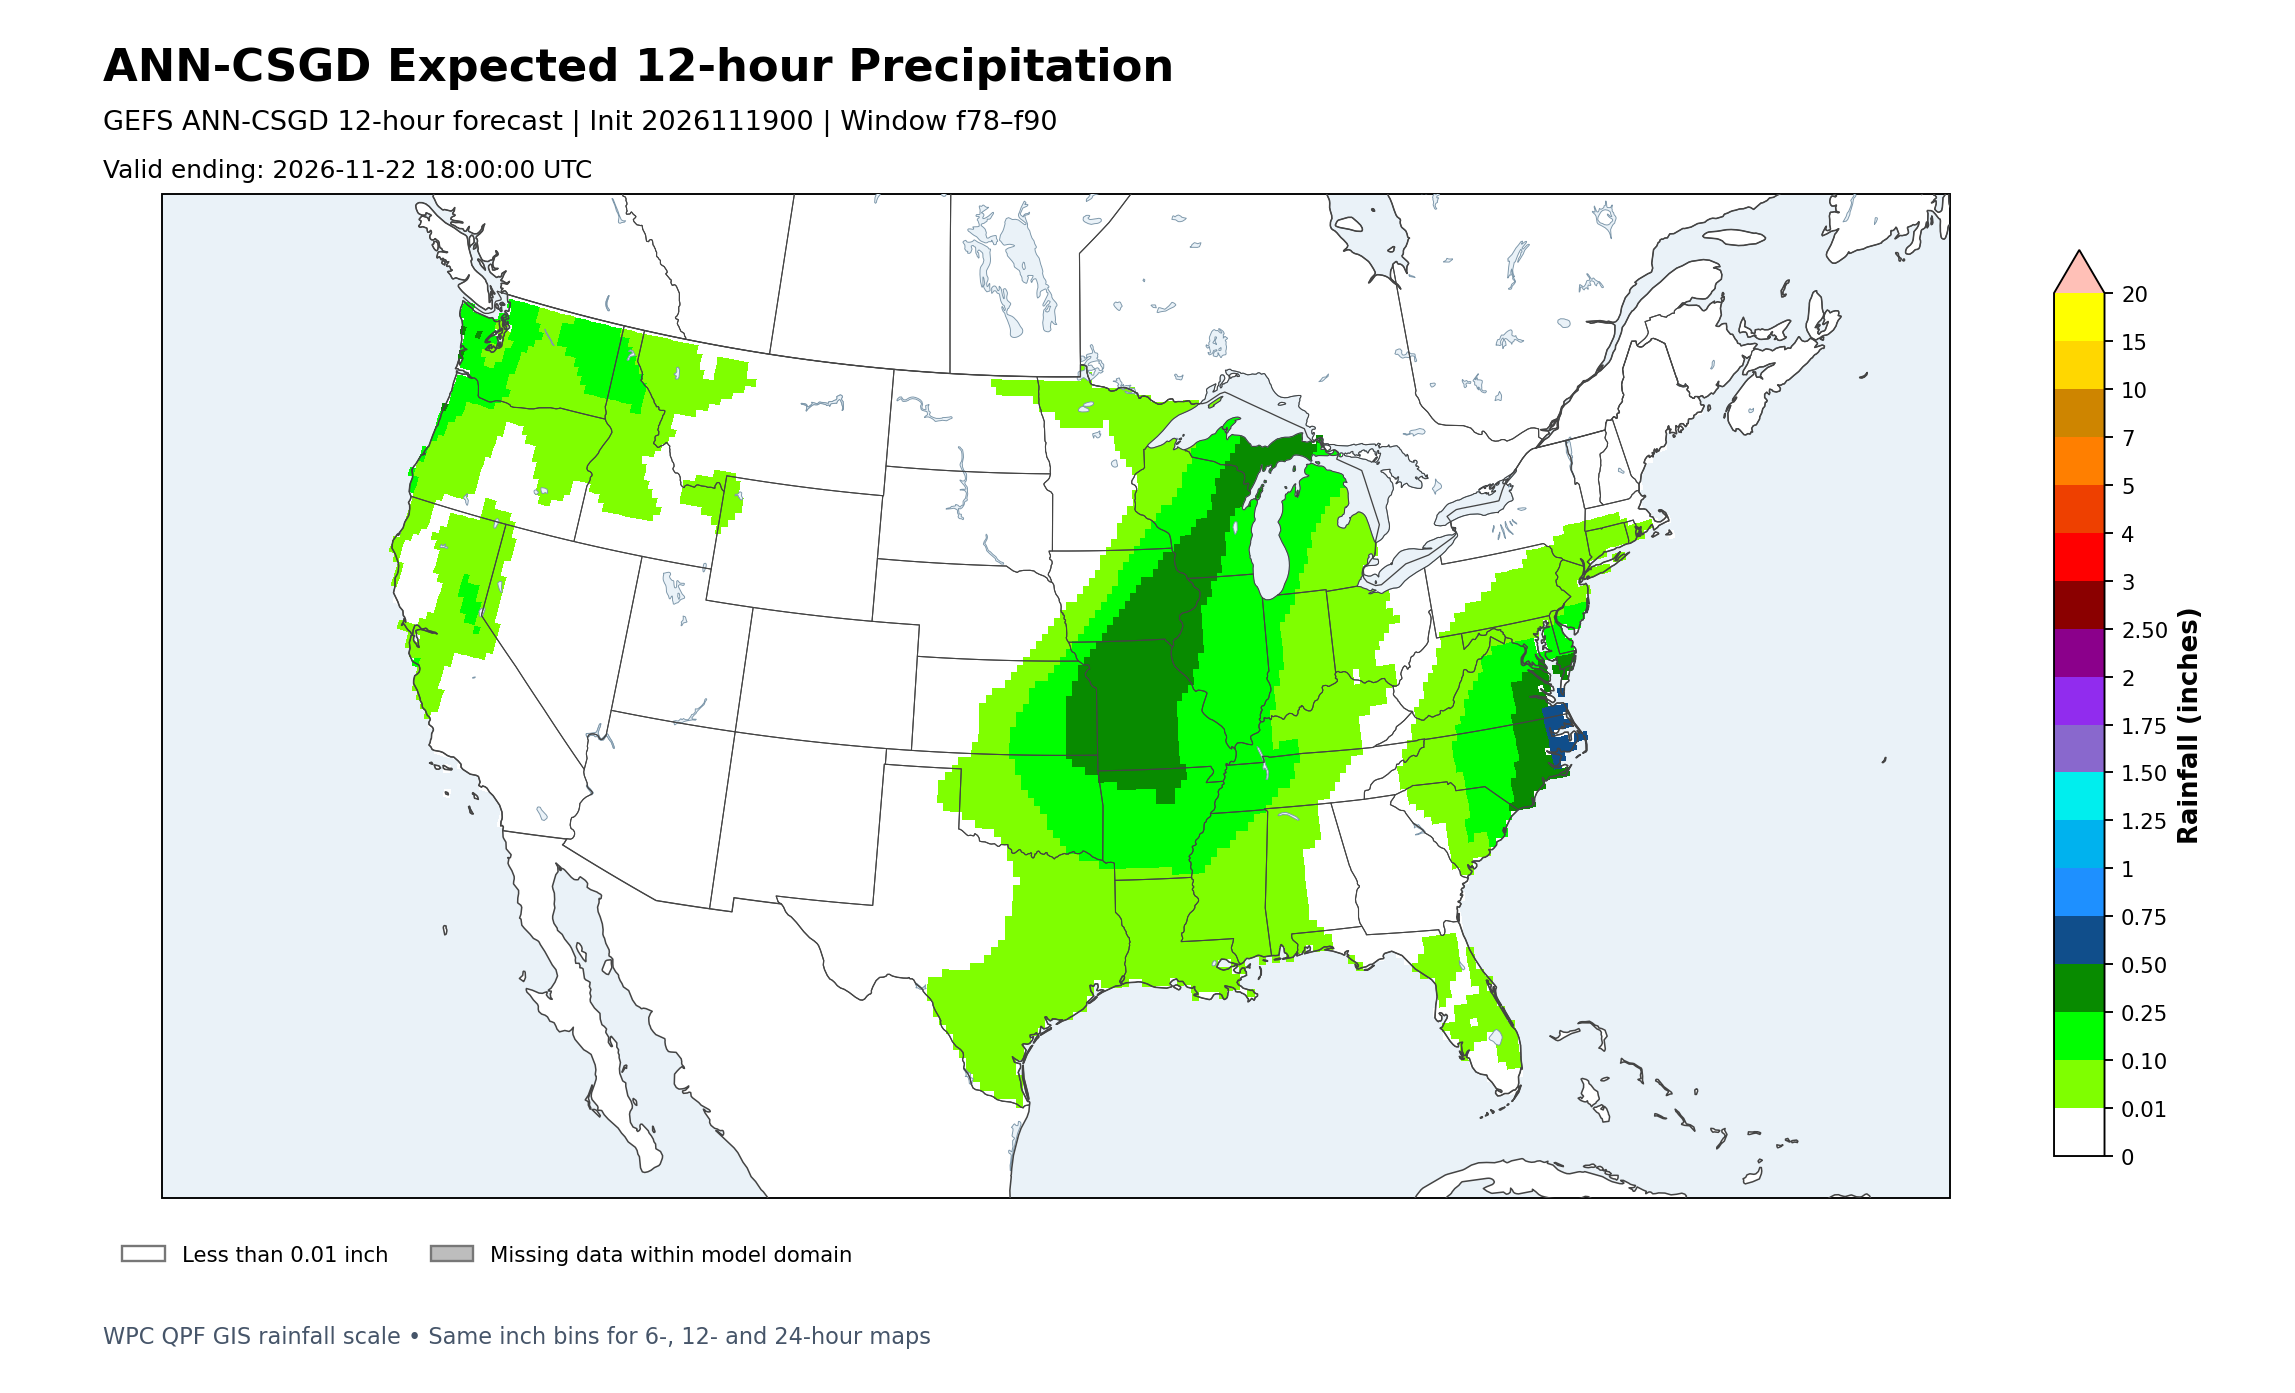 ANN-CSGD Expected 12-hour Precipitation
GEFS ANN-CSGD 12-hour forecast | Init 2026111900 | Window f78–f90
Valid ending: 2026-11-22 18:00:00 UTC
20
15
10
7
5
4
3
2.50
2
1.75
1.50
1.25
1
0.75
0.50
0.25
0.10
0.01
0
Rainfall (inches)
Less than 0.01 inch
Missing data within model domain
WPC QPF GIS rainfall scale • Same inch bins for 6-, 12- and 24-hour maps